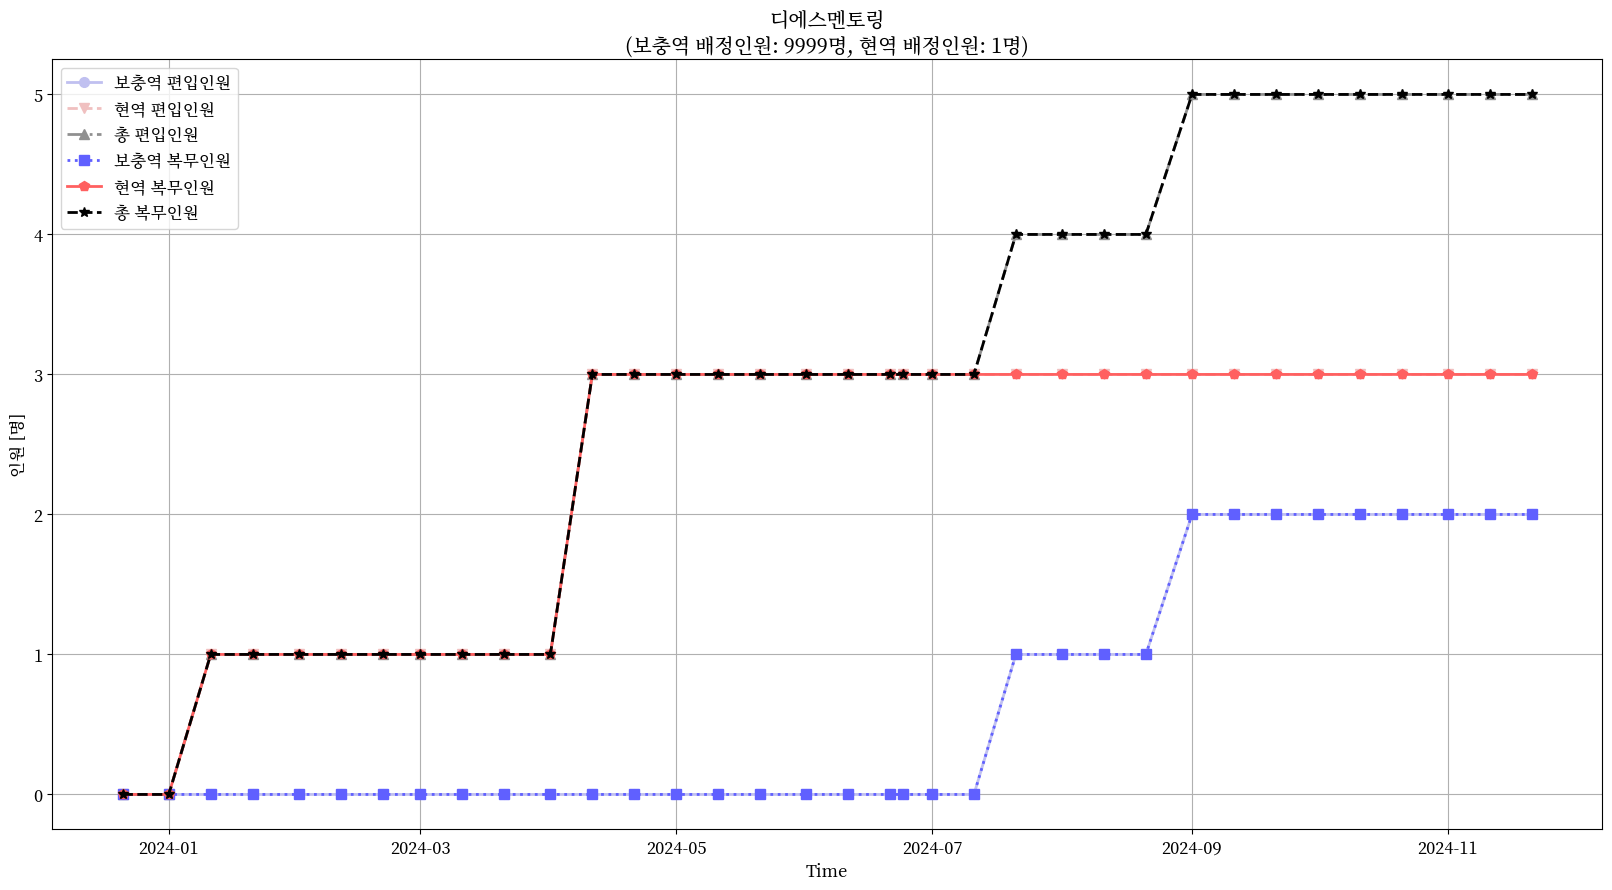 디에스멘토링
(보충역 배정인원: 9999명, 현역 배정인원: 1명)
보충역 편입인원
현역 편입인원
총 편입인원
보충역 복무인원
현역 복무인원
총 복무인원
5
4
3
2
1
0
인원 [명]
2024-01 2024-03 2024-05 2024-07 2024-09 2024-11
Time